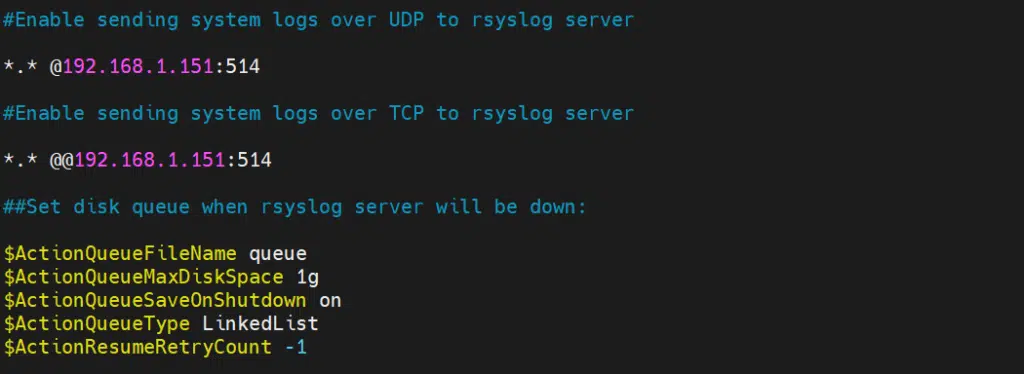 #Enable sending system logs over UDP to rsyslog server
*.* @192.168.1.151:514
#Enable sending system logs over TCP to rsyslog server
*.* @@192.168.1.151:514
##Set disk queue when rsyslog server will be down:
$ActionQueueFileName queue
$ActionQueueMaxDiskSpace 1g
$ActionQueueSaveOnShutdown on
$ActionQueueType LinkedList
$ActionResumeRetryCount -1